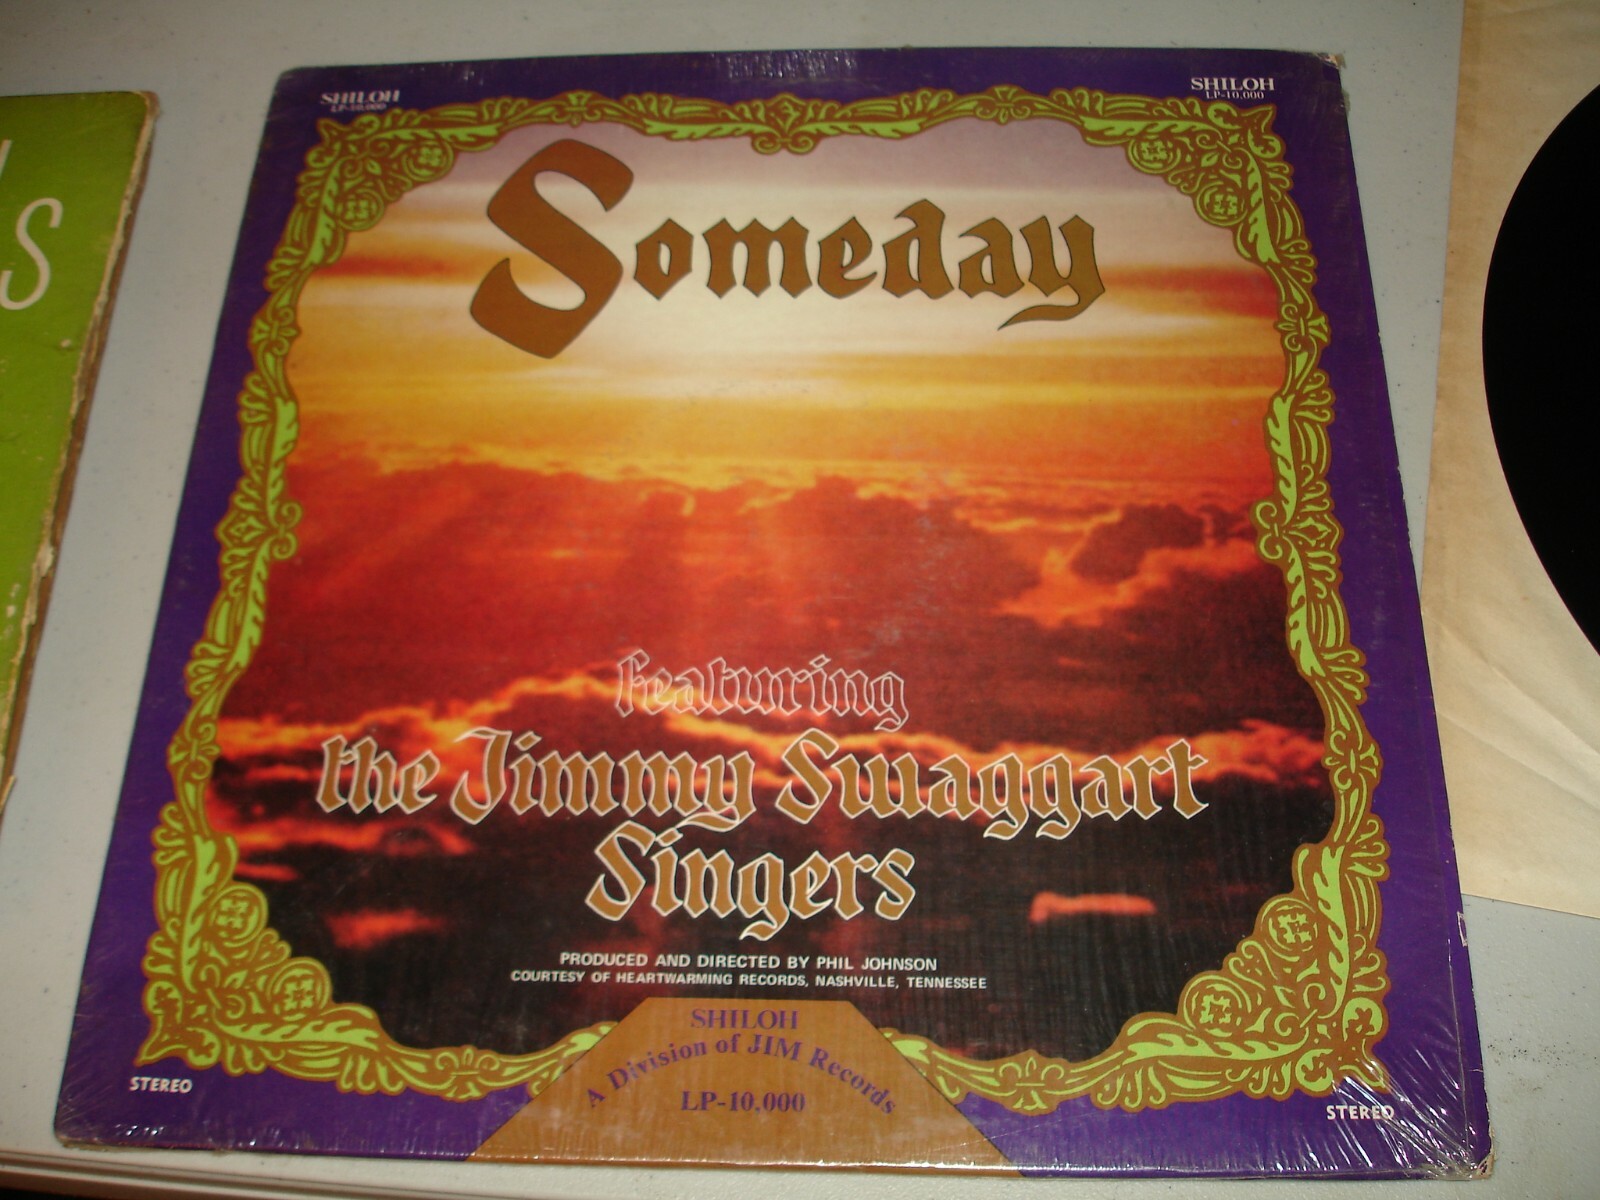 SHILOH
LP-10,000
SHILOH
LP-10,000
Someday
featuring
the Jimmy Swaggart
Singers
PRODUCED AND DIRECTED BY PHIL JOHNSON
COURTESY OF HEARTWARMING RECORDS, NASHVILLE, TENNESSEE
SHILOH
A Division of JIM Records
LP-10,000
STEREO
STEREO